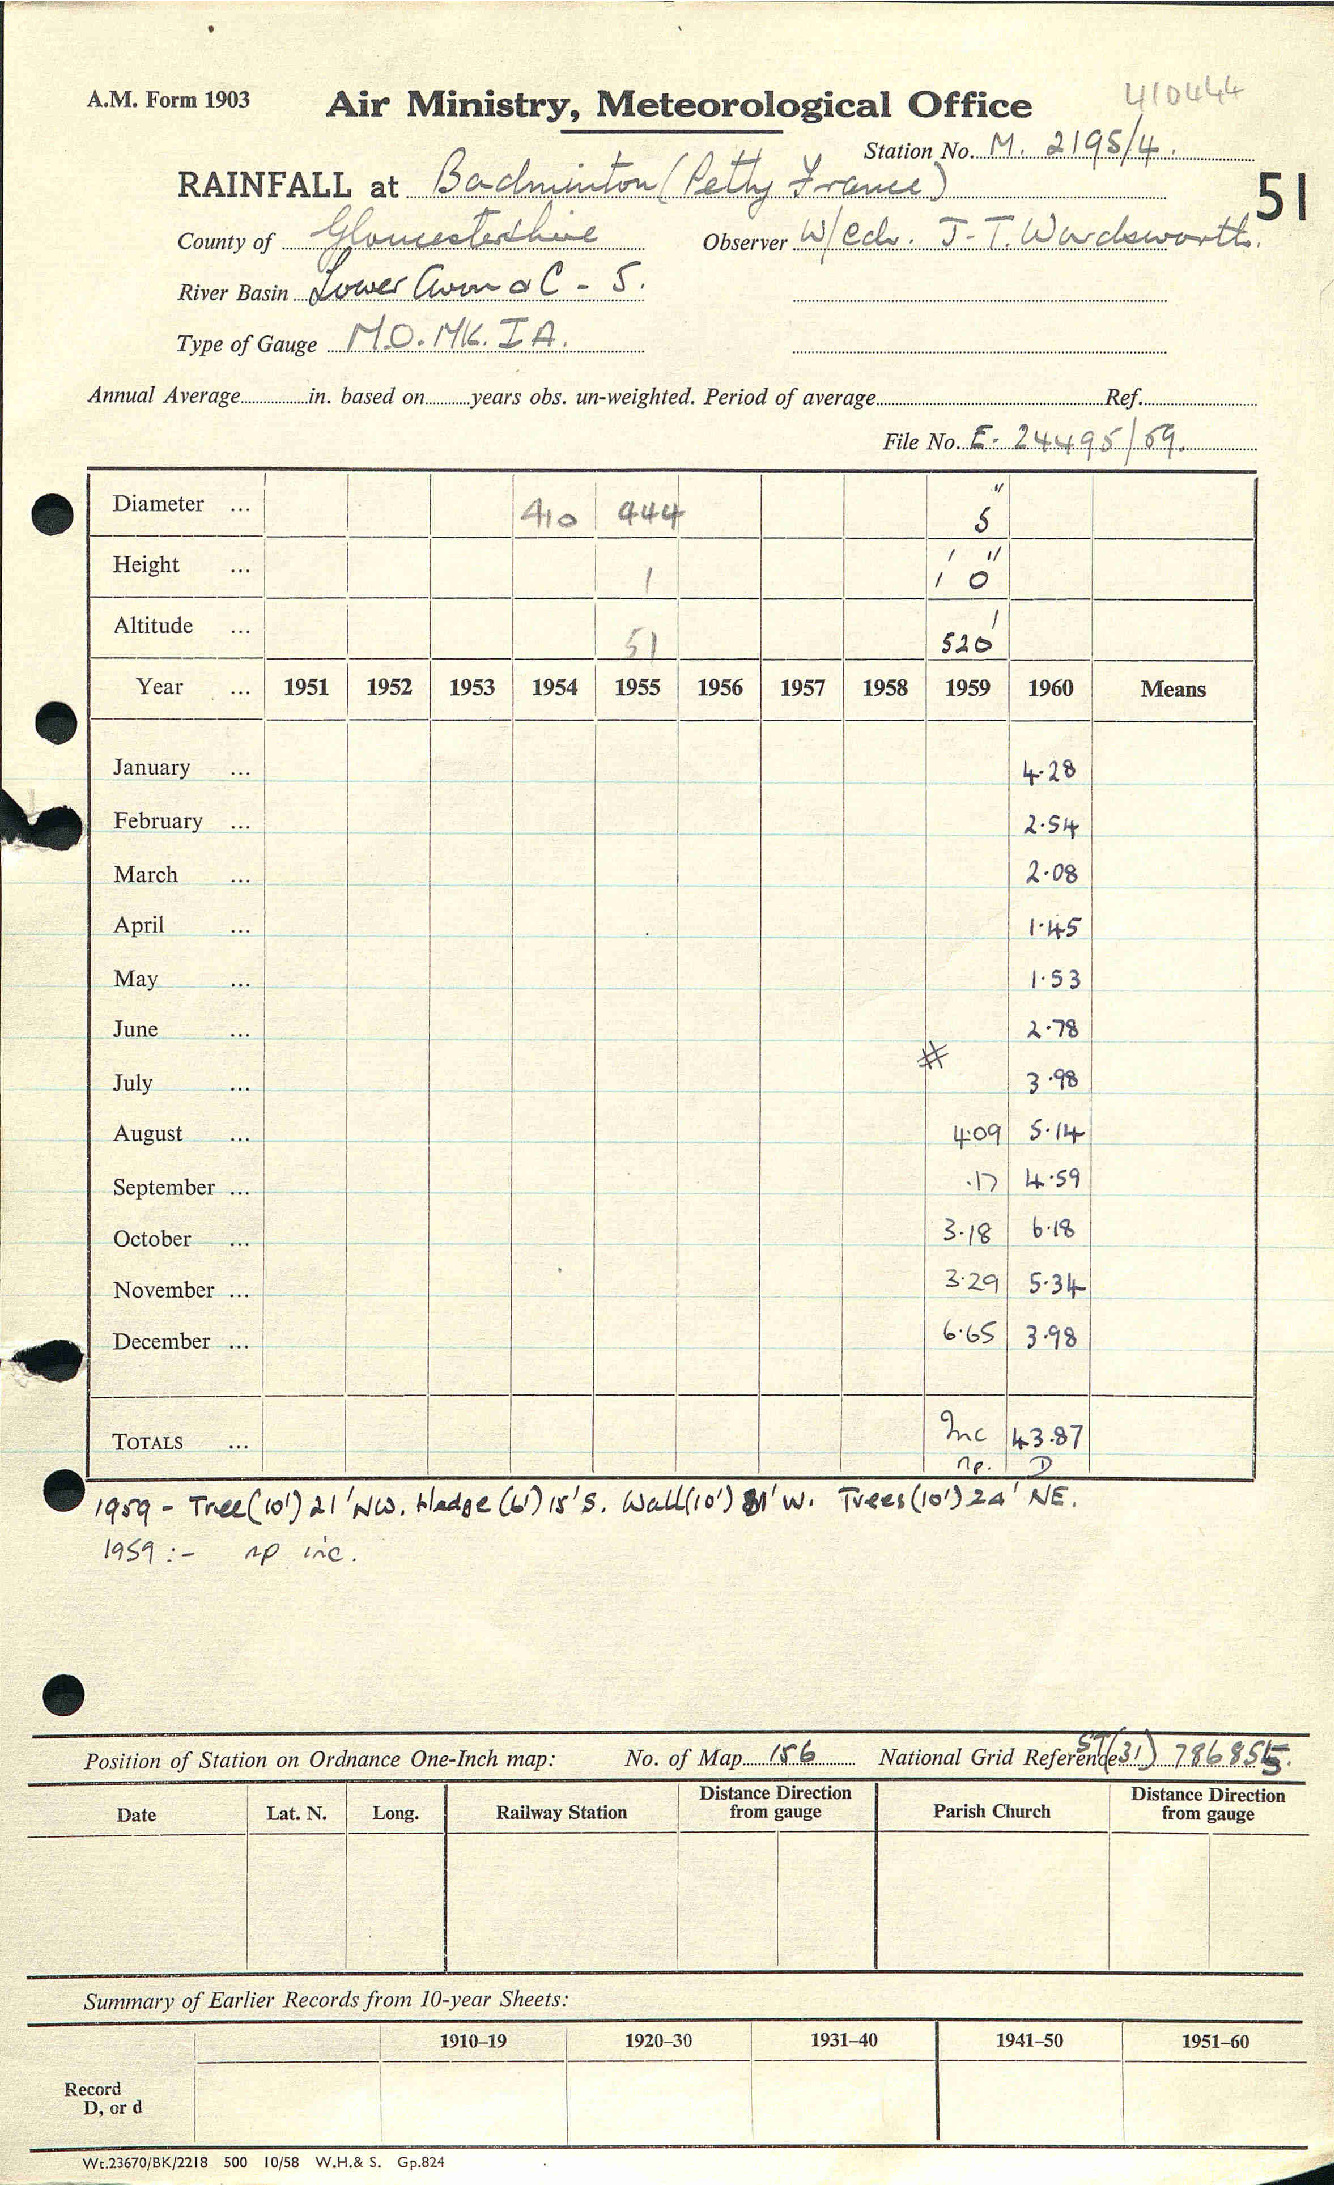 A.M. Form 1903
Air Ministry, Meteorological Office
410444
Station No. M. 2195/4.
RAINFALL at Badminton (Petty France)
51
County of Gloucestershire
Observer W/Cdr. J. T. Wardsworth.
River Basin Lower Avon & C - 5.
Type of Gauge M.O. MK. I A.
Annual Average in. based on years obs. un-weighted. Period of average Ref.
File No. E. 24495/59.
Diameter ... 410 444 5"
Height ... 1 1' 0"
Altitude ... 51 520'
Year ... 1951 1952 1953 1954 1955 1956 1957 1958 1959 1960 Means
January ... 4.28
February ... 2.54
March ... 2.08
April ... 1.45
May ... 1.53
June ... 2.78
#
July ... 3.98
August ... 4.09 5.14
September ... .17 4.59
October ... 3.18 6.18
November ... 3.29 5.34
December ... 6.65 3.98
TOTALS ... Inc 43.87
np. D
1959 - Tree (10') 21' NW. Hedge (6') 15' S. Wall (10') 31' W. Trees (10') 24' NE.
1959 :- np inc.
Position of Station on Ordnance One-Inch map: No. of Map 156 National Grid Reference ST(31) 786855.
Date Lat. N. Long. Railway Station Distance Direction from gauge Parish Church Distance Direction from gauge
Summary of Earlier Records from 10-year Sheets:
1910–19 1920–30 1931–40 1941–50 1951–60
Record
D, or d
Wt.23670/BK/2218 500 10/58 W.H.& S. Gp.824